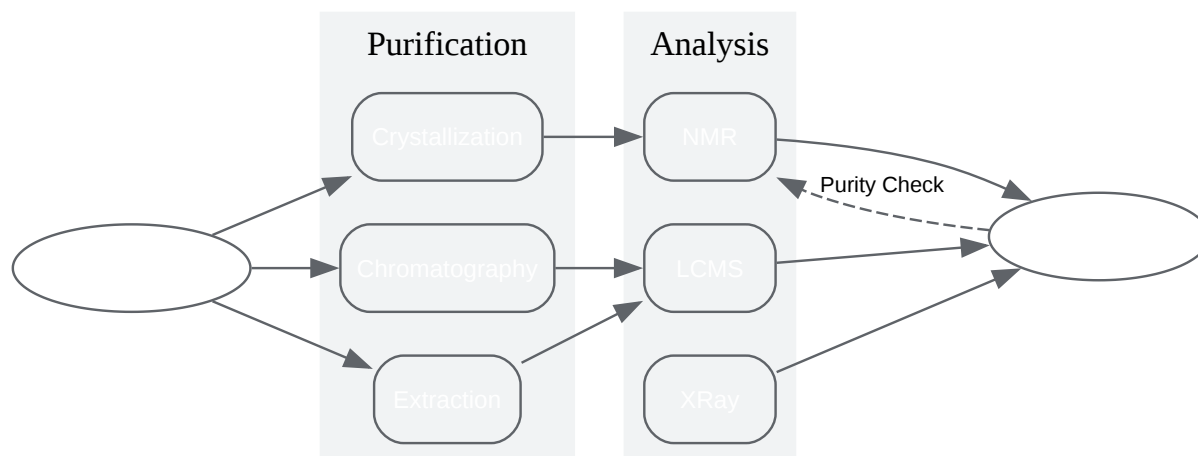 Purification
Analysis
Crystallization
NMR
Purity Check
Chromatography
LCMS
Extraction
XRay